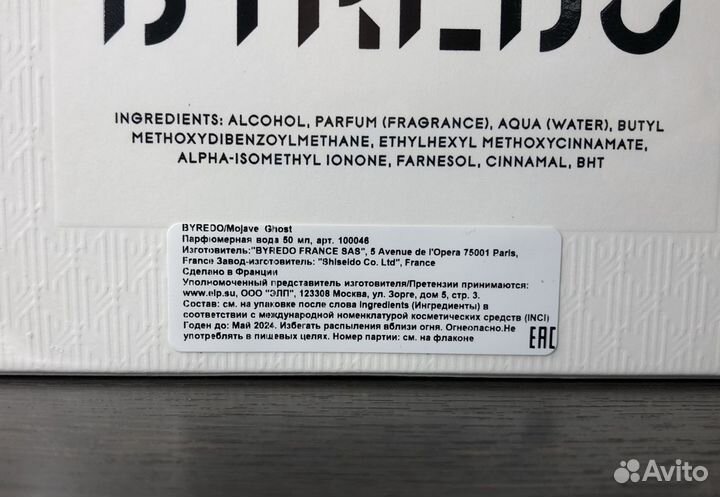 BYREDO
INGREDIENTS: ALCOHOL, PARFUM (FRAGRANCE), AQUA (WATER), BUTYL
METHOXYDIBENZOYLMETHANE, ETHYLHEXYL METHOXYCINNAMATE,
ALPHA-ISOMETHYL IONONE, FARNESOL, CINNAMAL, BHT
BYREDO/Mojave Ghost
Парфюмерная вода 50 мл, арт. 100046
Изготовитель:"BYREDO FRANCE SAS", 5 Avenue de l'Opera 75001 Paris,
France Завод-изготовитель: "Shiseido Co. Ltd", France
Сделано в Франции
Уполномоченный представитель изготовителя/Претензии принимаются:
www.elp.su, ООО "ЭЛП", 123308 Москва, ул. Зорге, дом 5, стр. 3.
Состав: см. на упаковке после слова Ingredients (Ингредиенты) в
соответствии с международной номенклатурой косметических средств (INCI)
Годен до: Май 2024. Избегать распыления вблизи огня. Огнеопасно.Не
употреблять в пищевых целях. Номер партии: см. на флаконе
EAC
Avito